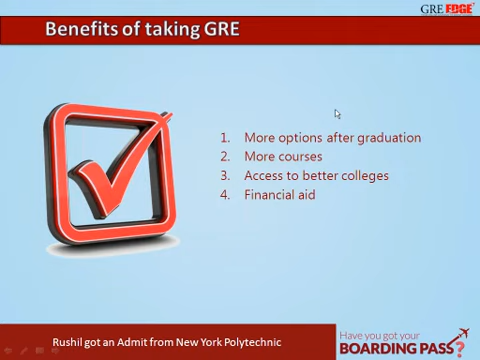 GRE EDGE
Benefits of taking GRE
1. More options after graduation
2. More courses
3. Access to better colleges
4. Financial aid
Rushil got an Admit from New York Polytechnic
Have you got your
BOARDING PASS?